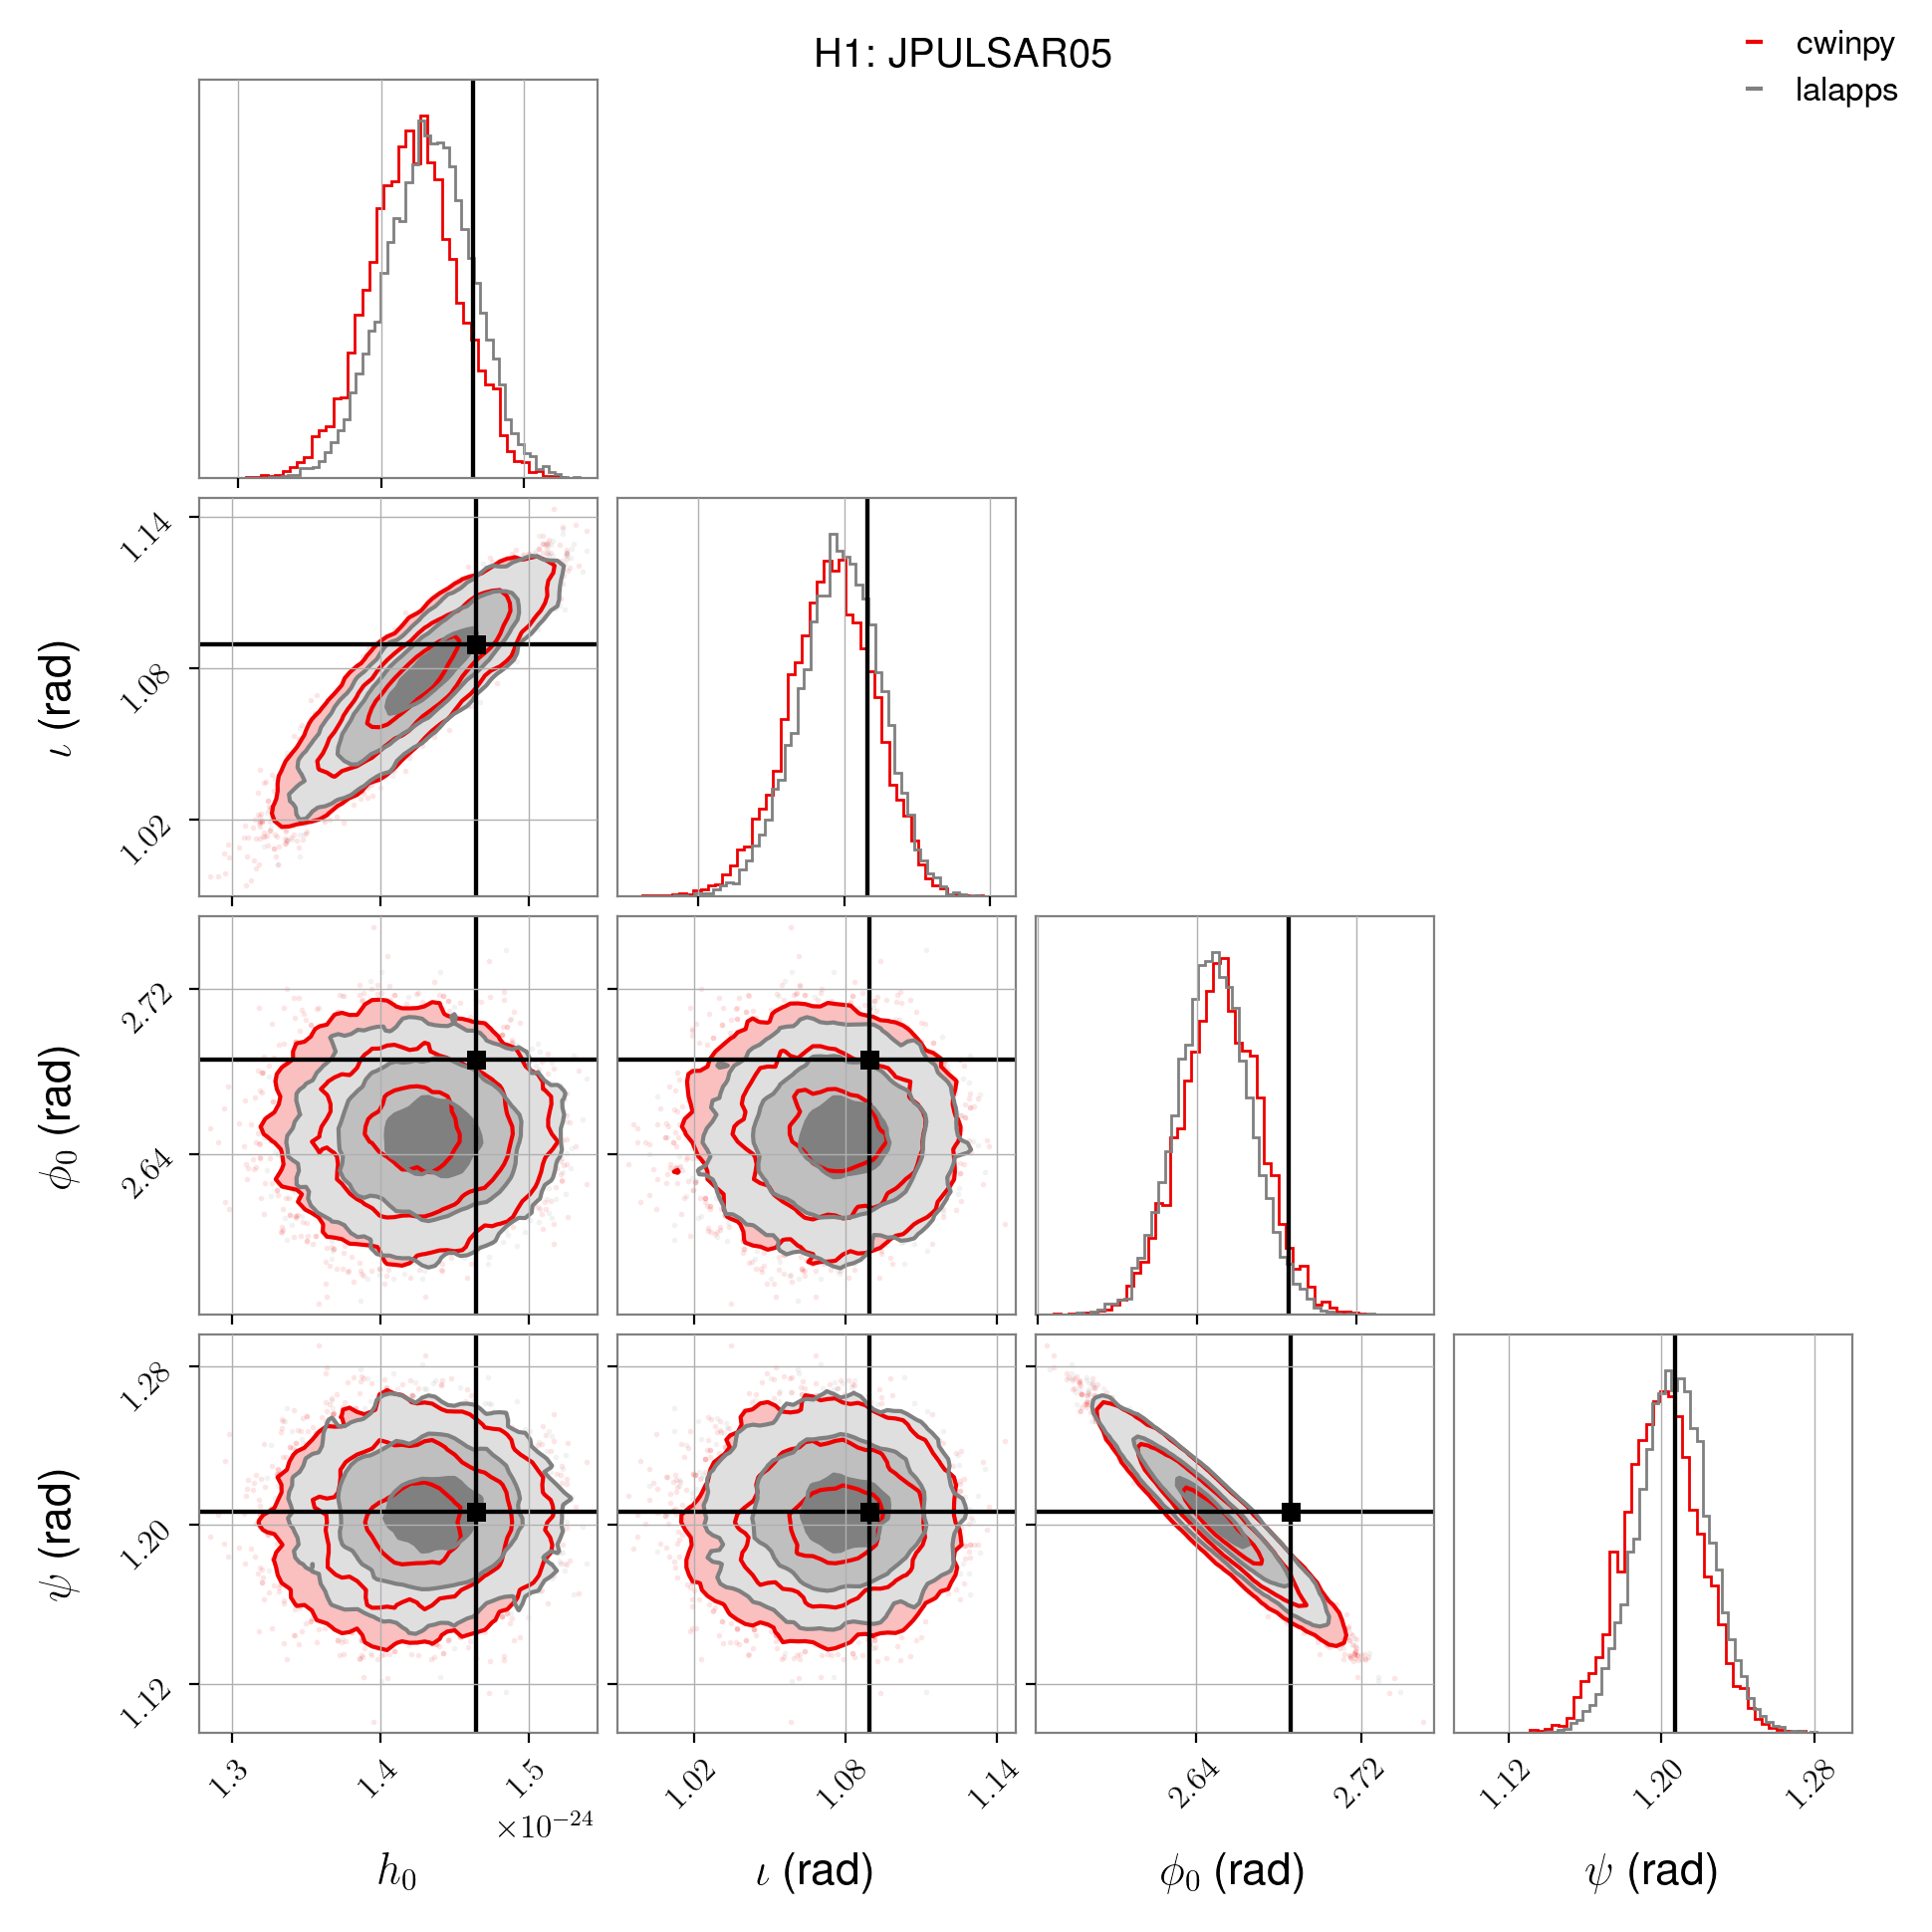 H1: JPULSAR05
cwinpy
lalapps
1.14
1.08
1.02
ι (rad)
2.72
2.64
ϕ₀ (rad)
1.28
1.20
1.12
ψ (rad)
1.3 1.4 1.5
×10⁻²⁴
1.02 1.08 1.14
2.64 2.72
1.12 1.20 1.28
h₀
ι (rad)
ϕ₀ (rad)
ψ (rad)